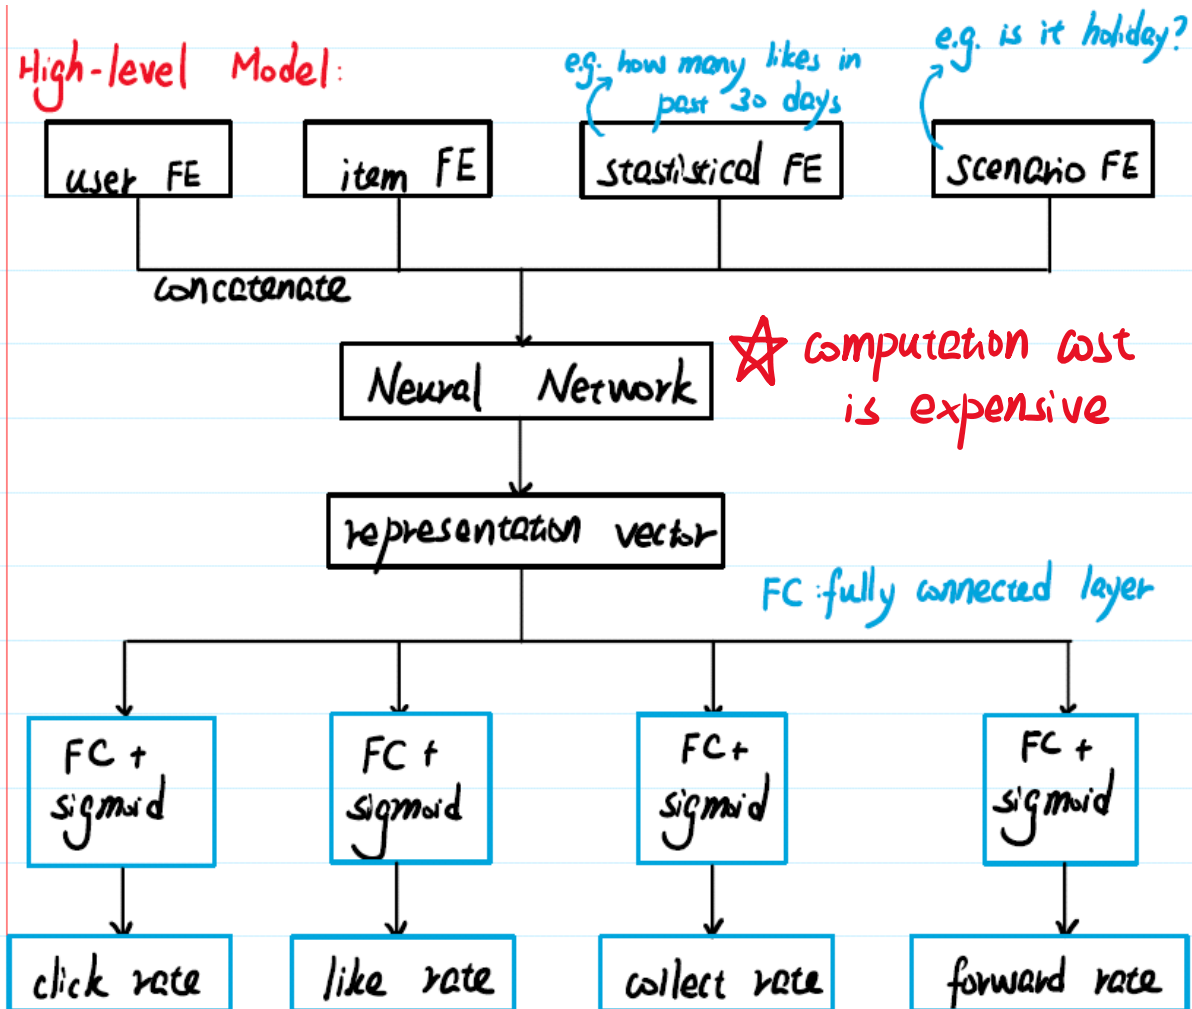 High-level Model:
e.g. how many likes in
past 30 days
e.g. is it holiday?
user FE
item FE
stastistical FE
scenario FE
concatenate
Neural Network
☆ computation cost
is expensive
representation vector
FC: fully connected layer
FC +
sigmoid
FC +
sigmoid
FC +
sigmoid
FC +
sigmoid
click rate
like rate
collect rate
forward rate